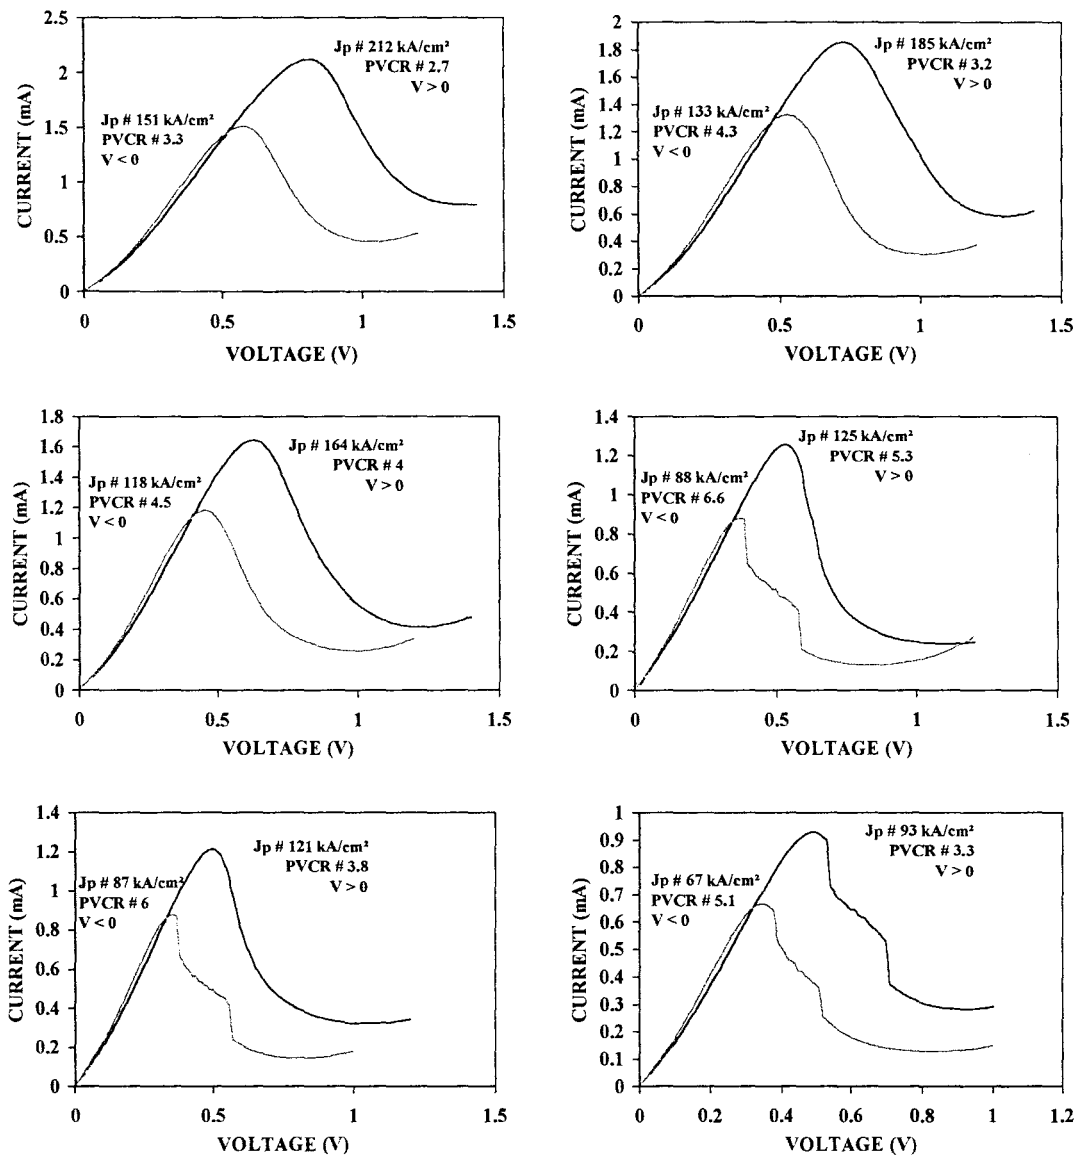 2.5
2
1.5
1
0.5
0
CURRENT (mA)
Jp # 212 kA/cm²
PVCR # 2.7
V > 0
Jp # 151 kA/cm²
PVCR # 3.3
V < 0
0 0.5 1 1.5
VOLTAGE (V)
2
1.8
1.6
1.4
1.2
1
0.8
0.6
0.4
0.2
0
CURRENT (mA)
Jp # 185 kA/cm²
PVCR # 3.2
V > 0
Jp # 133 kA/cm²
PVCR # 4.3
V < 0
0 0.5 1 1.5
VOLTAGE (V)
1.8
1.6
1.4
1.2
1
0.8
0.6
0.4
0.2
0
CURRENT (mA)
Jp # 164 kA/cm²
PVCR # 4
V > 0
Jp # 118 kA/cm²
PVCR # 4.5
V < 0
0 0.5 1 1.5
VOLTAGE (V)
1.4
1.2
1
0.8
0.6
0.4
0.2
0
CURRENT (mA)
Jp # 125 kA/cm²
PVCR # 5.3
V > 0
Jp # 88 kA/cm²
PVCR # 6.6
V < 0
0 0.5 1 1.5
VOLTAGE (V)
1.4
1.2
1
0.8
0.6
0.4
0.2
0
CURRENT (mA)
Jp # 121 kA/cm²
PVCR # 3.8
V > 0
Jp # 87 kA/cm²
PVCR # 6
V < 0
0 0.5 1 1.5
VOLTAGE (V)
1
0.9
0.8
0.7
0.6
0.5
0.4
0.3
0.2
0.1
0
CURRENT (mA)
Jp # 93 kA/cm²
PVCR # 3.3
V > 0
Jp # 67 kA/cm²
PVCR # 5.1
V < 0
0 0.2 0.4 0.6 0.8 1 1.2
VOLTAGE (V)